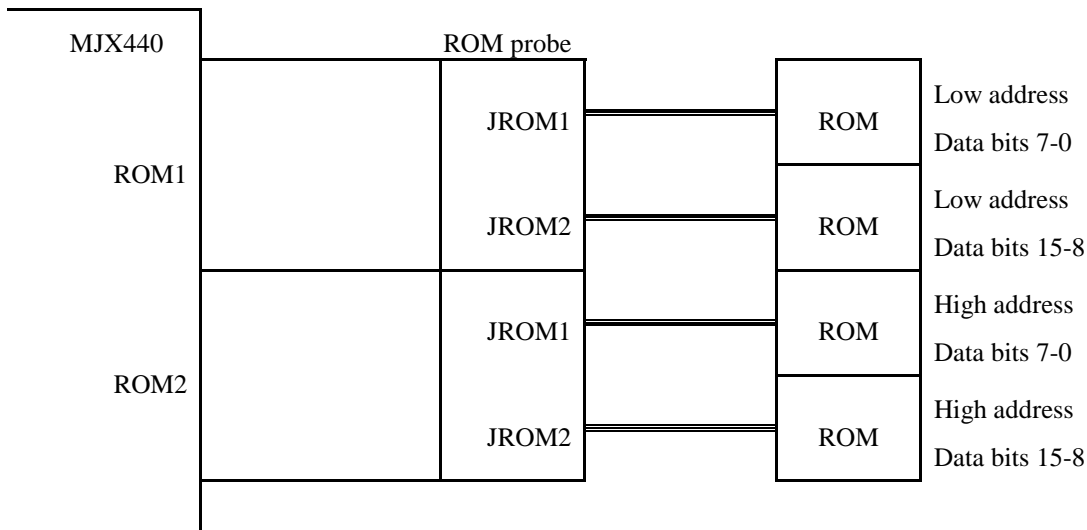 MJX440
ROM probe
JROM1
ROM
Low address
Data bits 7-0
ROM1
JROM2
ROM
Low address
Data bits 15-8
JROM1
ROM
High address
Data bits 7-0
ROM2
JROM2
ROM
High address
Data bits 15-8